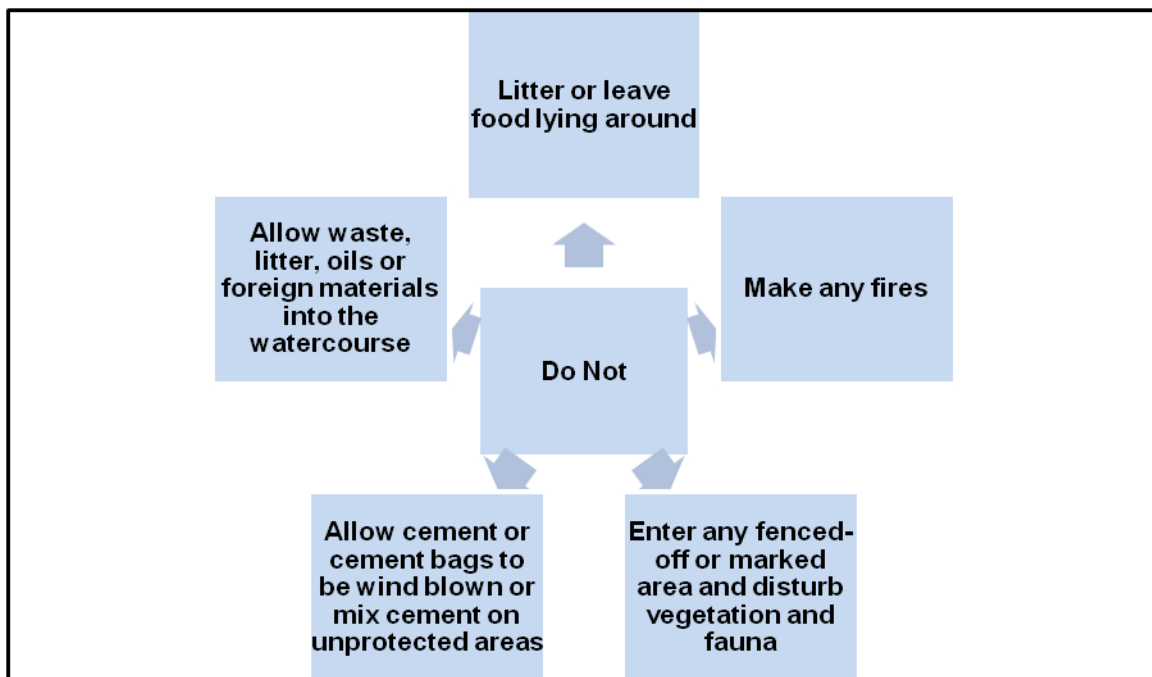 Litter or leave
food lying around
Allow waste,
litter, oils or
foreign materials
into the
watercourse
Make any fires
Do Not
Allow cement or
cement bags to
be wind blown or
mix cement on
unprotected areas
Enter any fenced-
off or marked
area and disturb
vegetation and
fauna